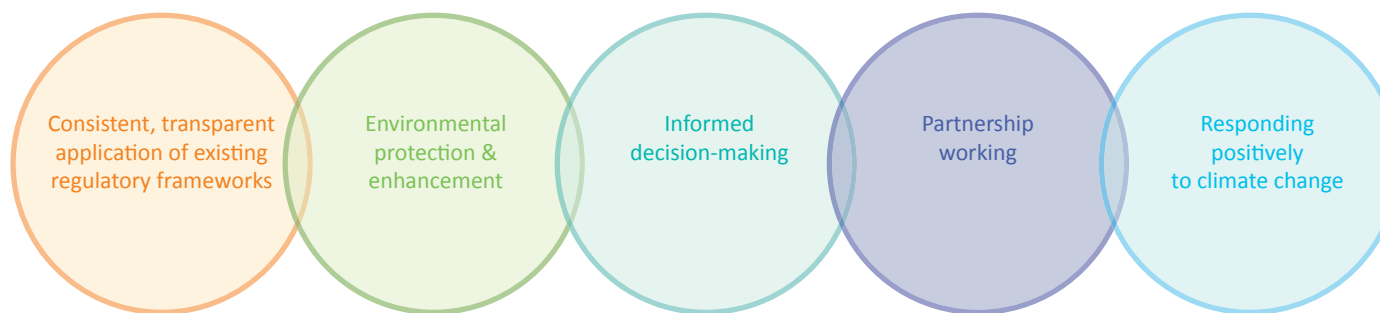 Consistent, transparent
application of existing
regulatory frameworks
Environmental
protection &
enhancement
Informed
decision-making
Partnership
working
Responding
positively
to climate change